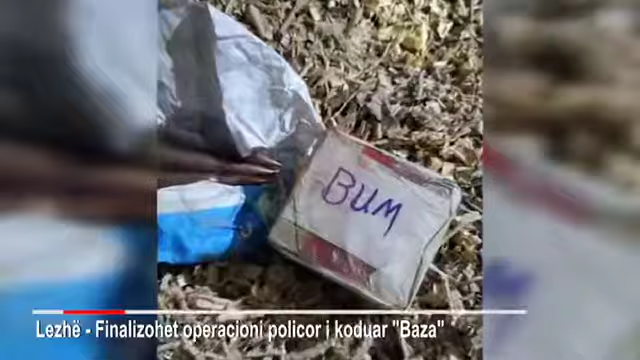 BUM
Lezhë - Finalizohet operacioni policor i koduar "Baza"